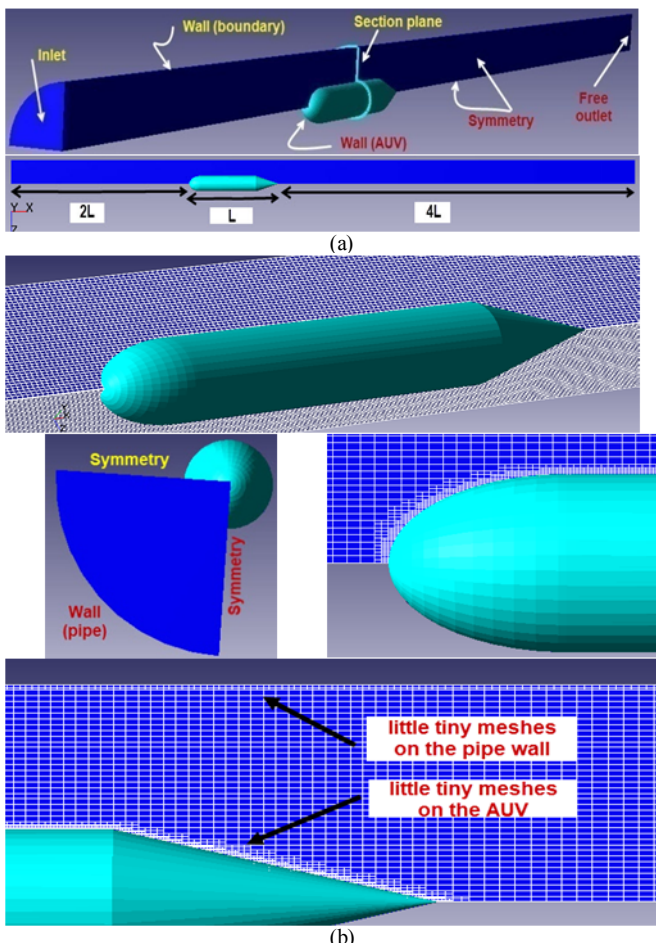 Wall (boundary)
Section plane
Inlet
Free
outlet
Symmetry
Wall (AUV)
2L
L
4L
Y X
Z
(a)
Y
Z
Symmetry
Symmetry
Wall
(pipe)
little tiny meshes
on the pipe wall
little tiny meshes
on the AUV
(b)